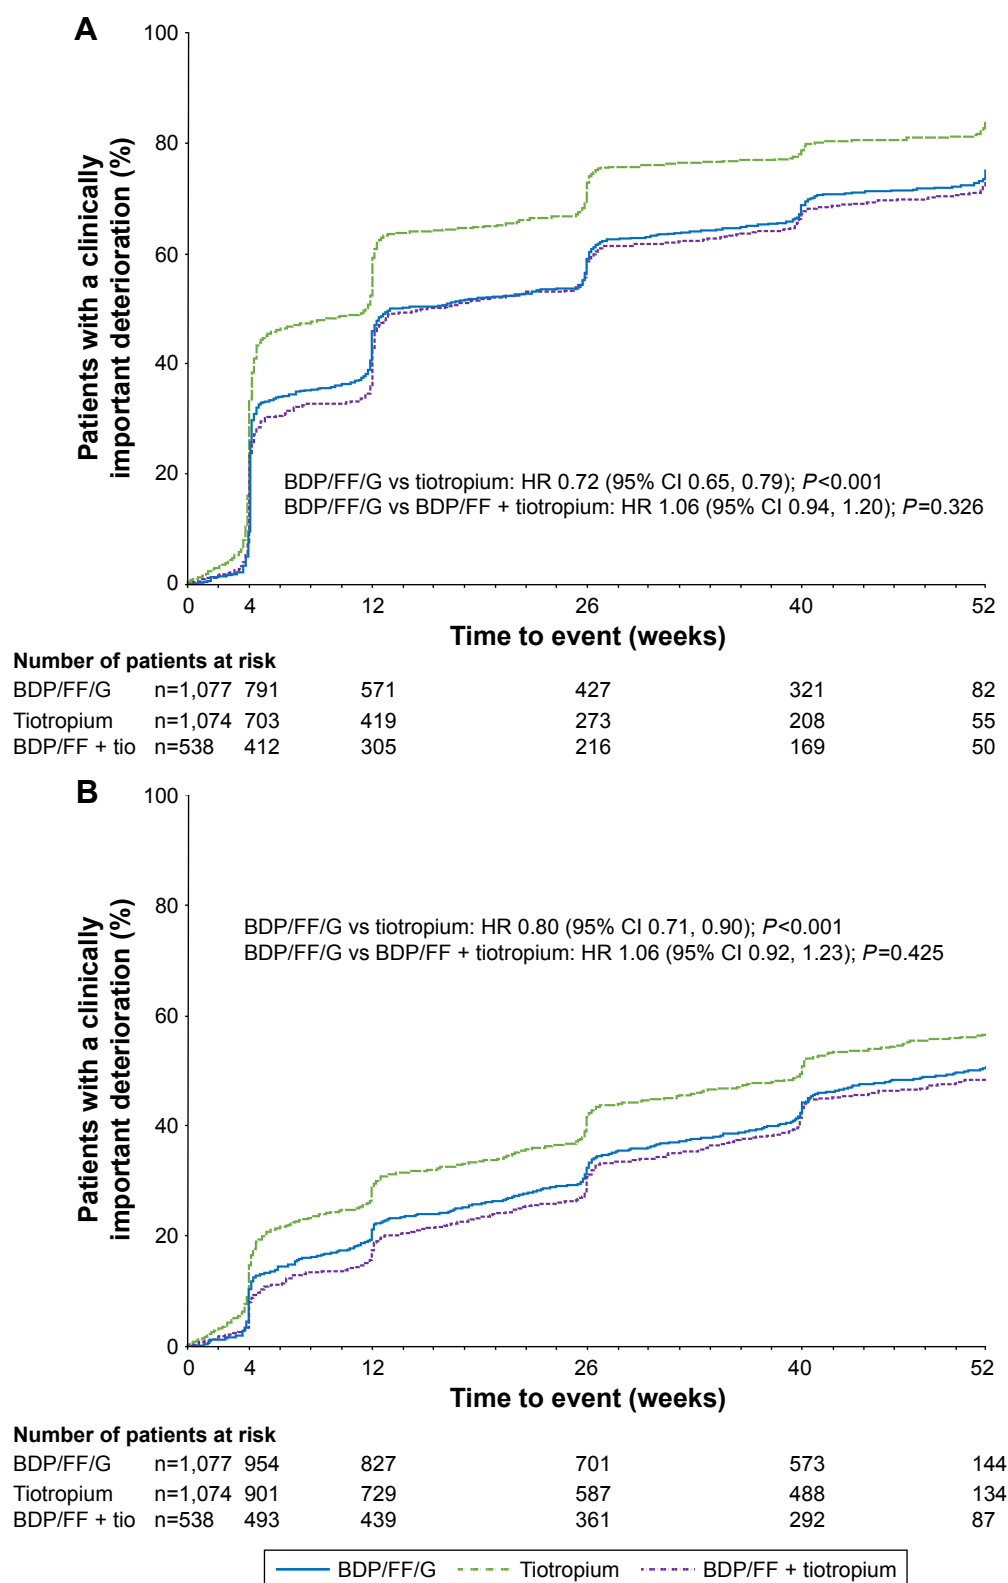 A
100
80
60
40
20
0
Patients with a clinically
important deterioration (%)
BDP/FF/G vs tiotropium: HR 0.72 (95% CI 0.65, 0.79); P<0.001
BDP/FF/G vs BDP/FF + tiotropium: HR 1.06 (95% CI 0.94, 1.20); P=0.326
0 4 12 26 40 52
Time to event (weeks)
Number of patients at risk
BDP/FF/G n=1,077 791 571 427 321 82
Tiotropium n=1,074 703 419 273 208 55
BDP/FF + tio n=538 412 305 216 169 50
B
100
80
60
40
20
0
Patients with a clinically
important deterioration (%)
BDP/FF/G vs tiotropium: HR 0.80 (95% CI 0.71, 0.90); P<0.001
BDP/FF/G vs BDP/FF + tiotropium: HR 1.06 (95% CI 0.92, 1.23); P=0.425
0 4 12 26 40 52
Time to event (weeks)
Number of patients at risk
BDP/FF/G n=1,077 954 827 701 573 144
Tiotropium n=1,074 901 729 587 488 134
BDP/FF + tio n=538 493 439 361 292 87
BDP/FF/G Tiotropium BDP/FF + tiotropium